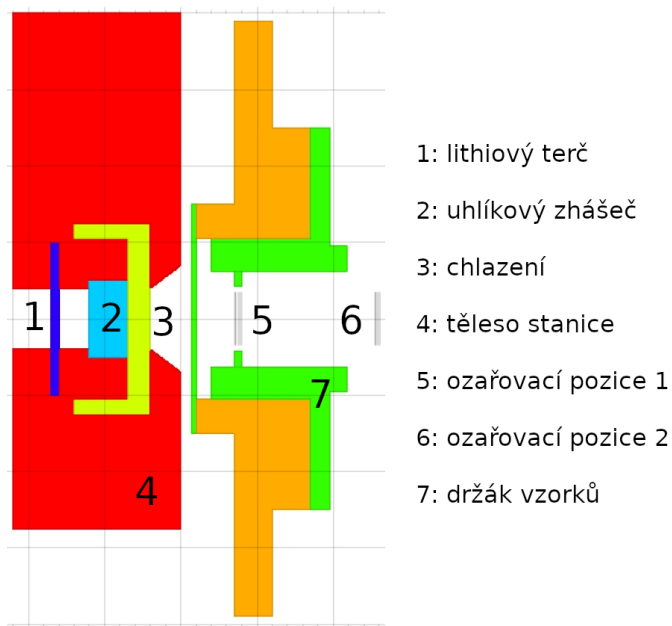 1: lithiový terč
2: uhlíkový zhášeč
3: chlazení
4: těleso stanice
5: ozařovací pozice 1
6: ozařovací pozice 2
7: držák vzorků
1 2 3 5 6
7
4